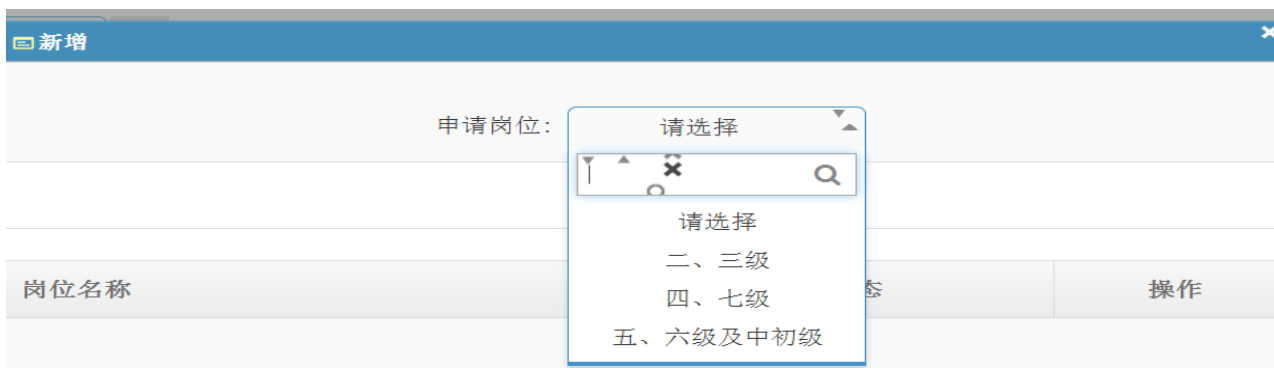 新增
申请岗位: 请选择
请选择
二、三级
岗位名称 态 操作
四、七级
五、六级及中初级